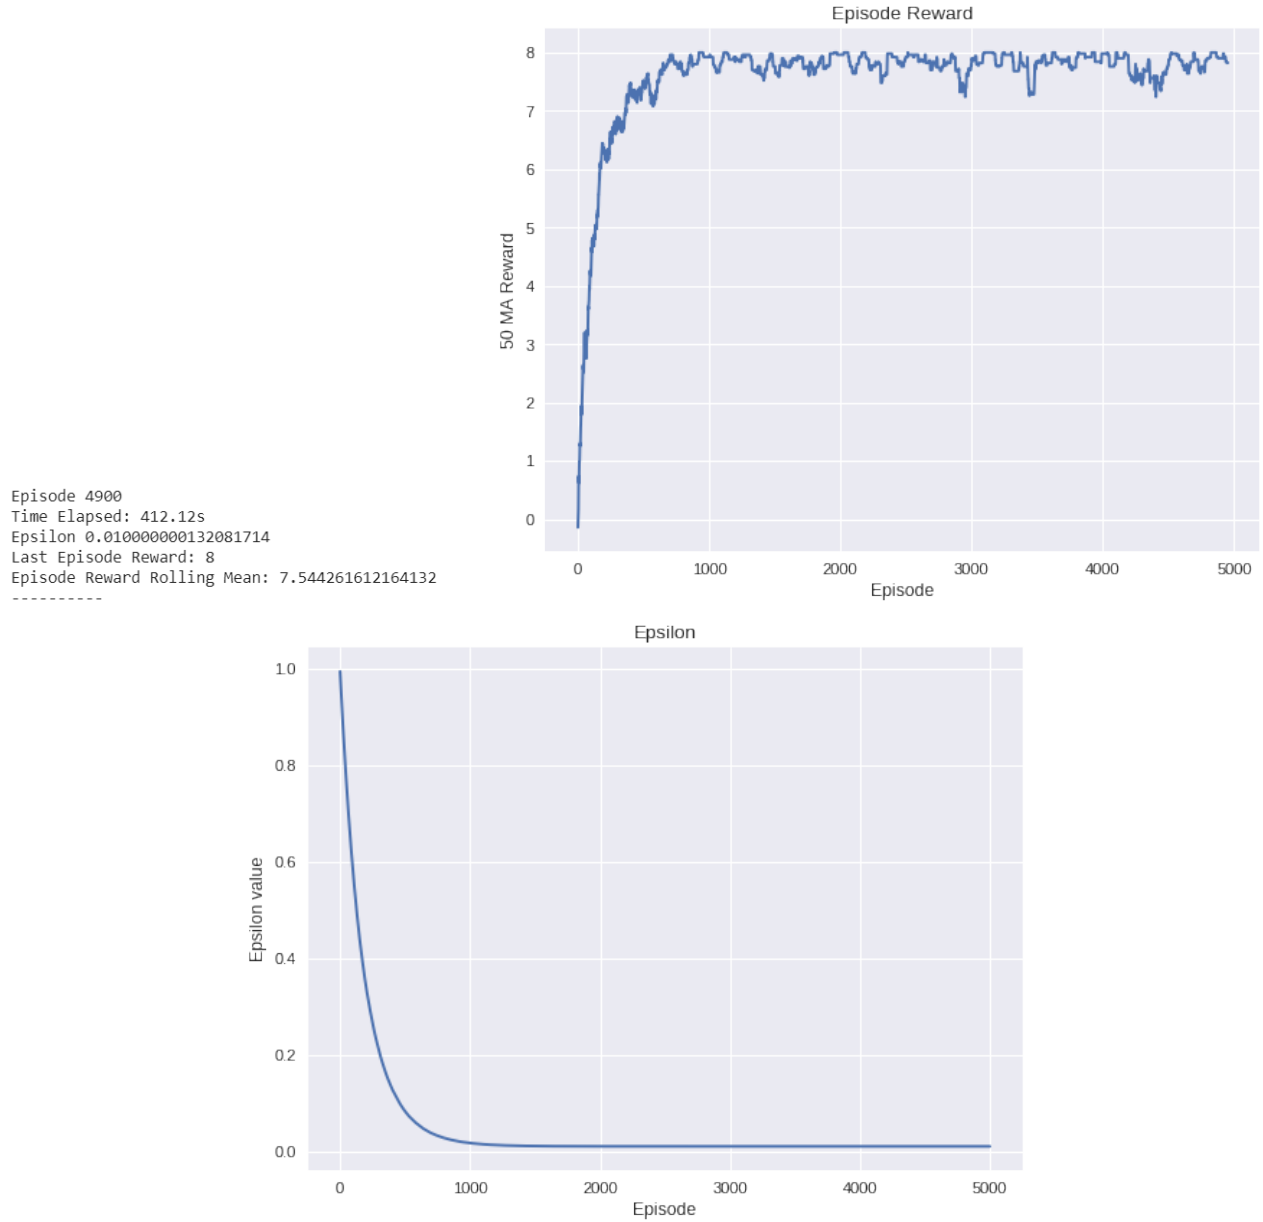 Episode Reward
8
7
6
5
4
3
2
1
0
50 MA Reward
0 1000 2000 3000 4000 5000
Episode
Episode 4900
Time Elapsed: 412.12s
Epsilon 0.010000000132081714
Last Episode Reward: 8
Episode Reward Rolling Mean: 7.544261612164132
----------
Epsilon
1.0
0.8
0.6
0.4
0.2
0.0
Epsilon value
0 1000 2000 3000 4000 5000
Episode